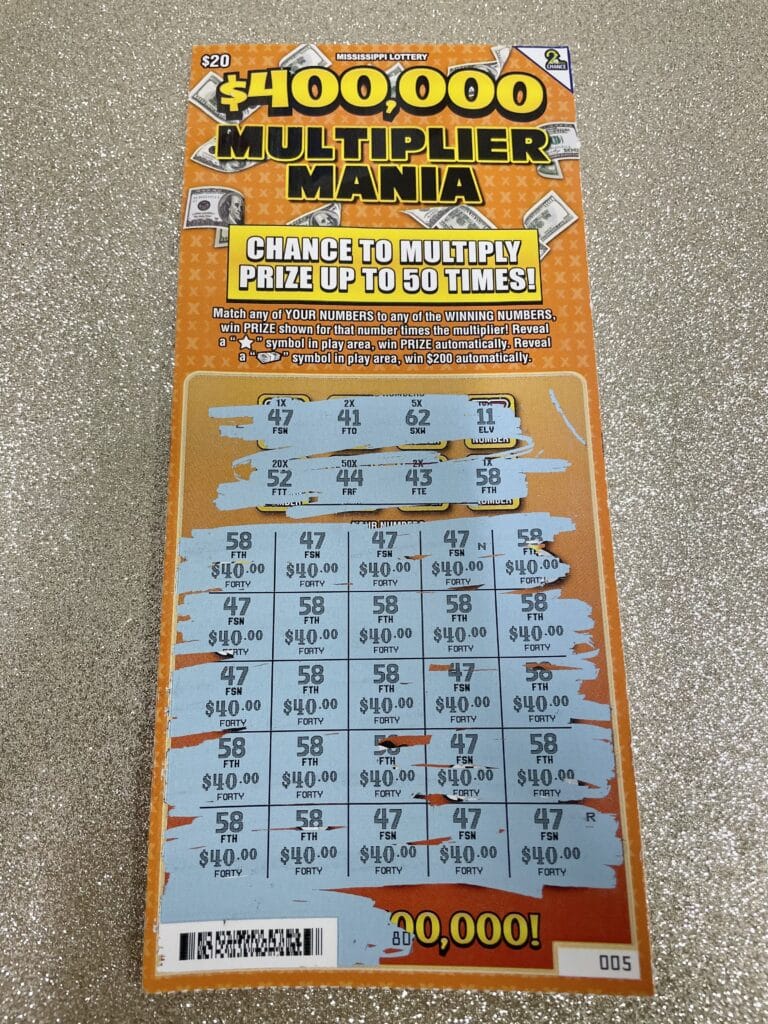 $20
MISSISSIPPI LOTTERY
2
CHANCE
$400,000
MULTIPLIER
MANIA
CHANCE TO MULTIPLY
PRIZE UP TO 50 TIMES!
Match any of YOUR NUMBERS to any of the WINNING NUMBERS,
win PRIZE shown for that number times the multiplier! Reveal
a "☆" symbol in play area, win PRIZE automatically. Reveal
a "" symbol in play area, win $200 automatically.
1X 2X 5X
47 41 62 11
FSN FTO SXW ELV
NUMBER
20X 50X 2X 1X
52 44 43 58
FTT FRF FTE FTH
58 47 47 47 N 58
FTH FSN FSN FSN FTH
$40.00 $40.00 $40.00 $40.00 $40.00
FORTY FORTY FORTY FORTY FORTY
47 58 58 58 58
FSN FTH FTH FTH FTH
$40.00 $40.00 $40.00 $40.00 $40.00
FORTY FORTY FORTY FORTY FORTY
47 58 58 47 58
FSN FTH FTH FSN FTH
$40.00 $40.00 $40.00 $40.00 $40.00
FORTY FORTY FORTY FORTY FORTY
58 58 58 47 58
FTH FTH FTH FSN FTH
$40.00 $40.00 $40.00 $40.00 $40.00
FORTY FORTY FORTY FORTY FORTY
58 58 47 47 47 R
FTH FTH FSN FSN FSN
$40.00 $40.00 $40.00 $40.00 $40.00
FORTY FORTY FORTY FORTY FORTY
80
00,000!
005